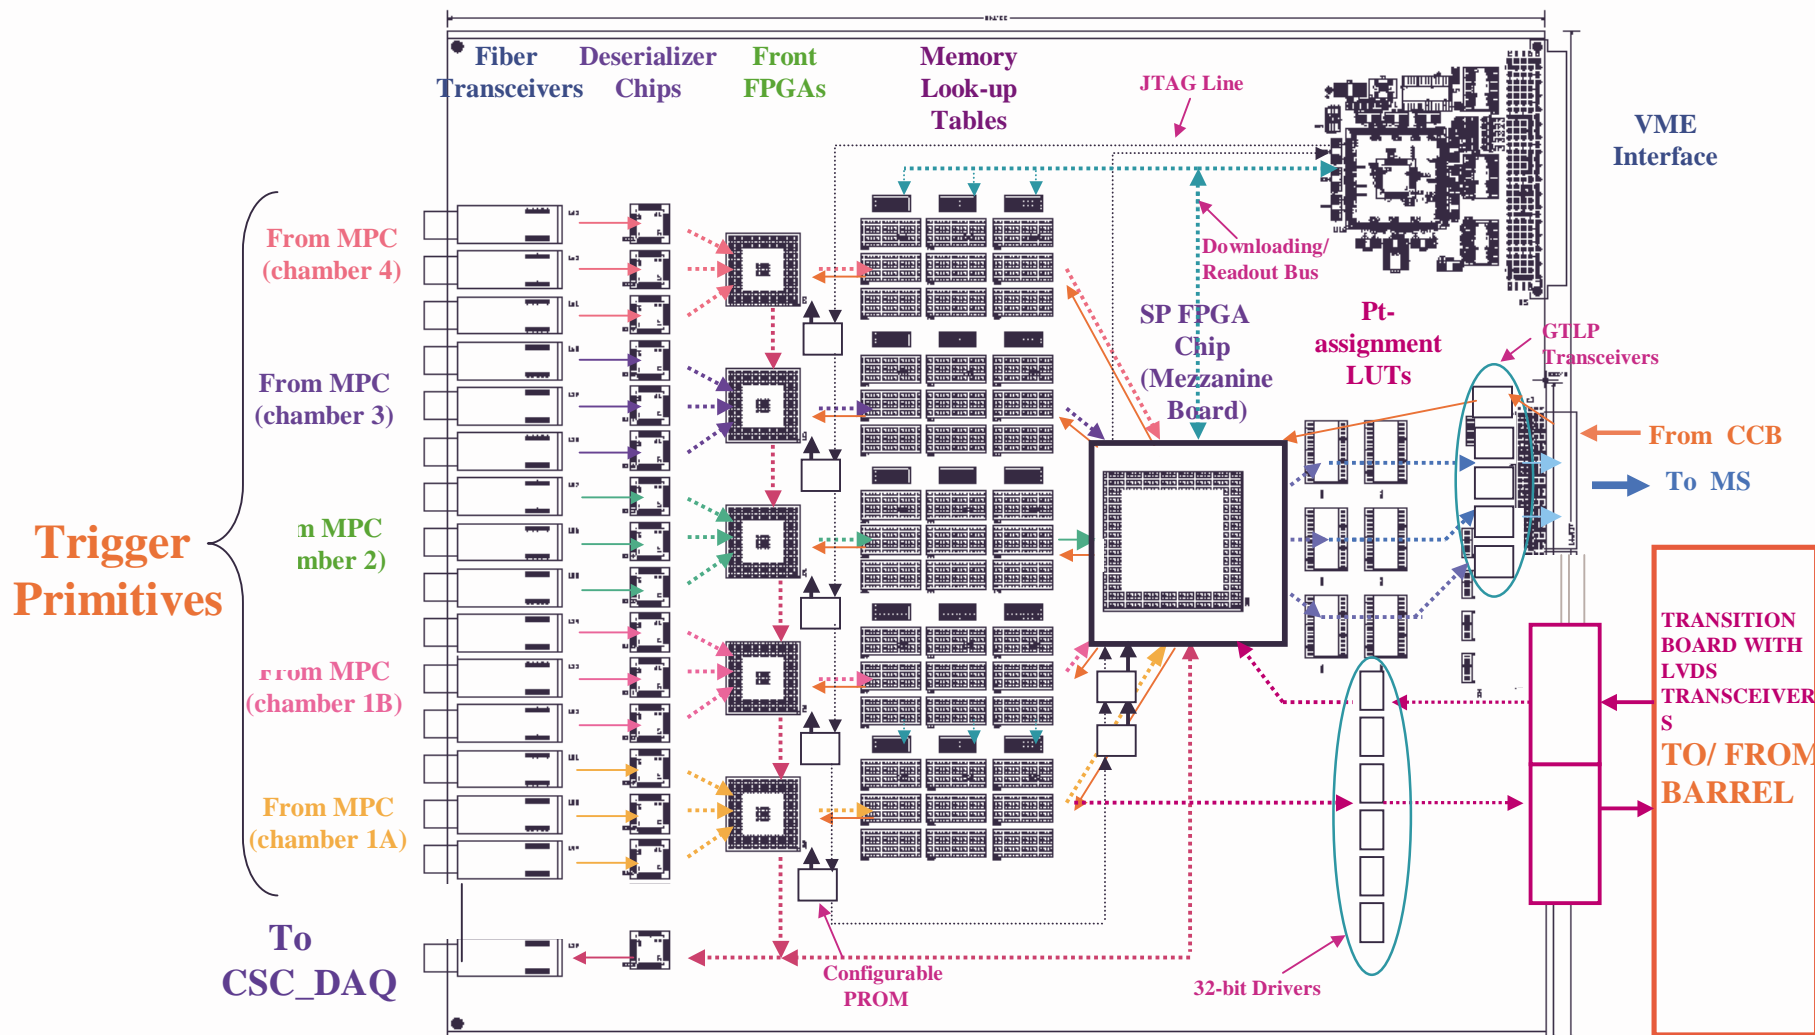 Fiber
Transceivers
Deserializer
Chips
Front
FPGAs
Memory
Look-up
Tables
JTAG Line
VME
Interface
From MPC
(chamber 4)
Downloading/
Readout Bus
SP FPGA
Chip
(Mezzanine
Board)
Pt-
assignment
LUTs
GTLP
Transceivers
From MPC
(chamber 3)
From CCB
To MS
Trigger
Primitives
m MPC
mber 2)
From MPC
(chamber 1B)
TRANSITION
BOARD WITH
LVDS
TRANSCEIVER
S
TO/ FROM
BARREL
From MPC
(chamber 1A)
To
CSC_DAQ
Configurable
PROM
32-bit Drivers